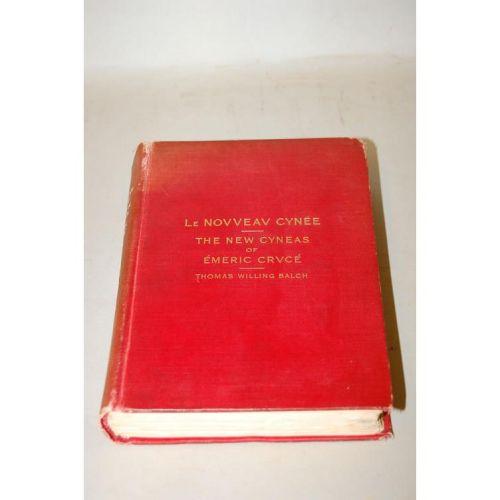 LE NOVVEAV CYNÉE
THE NEW CYNEAS
OF
ÉMERIC CRVCÉ
THOMAS WILLING BALCH